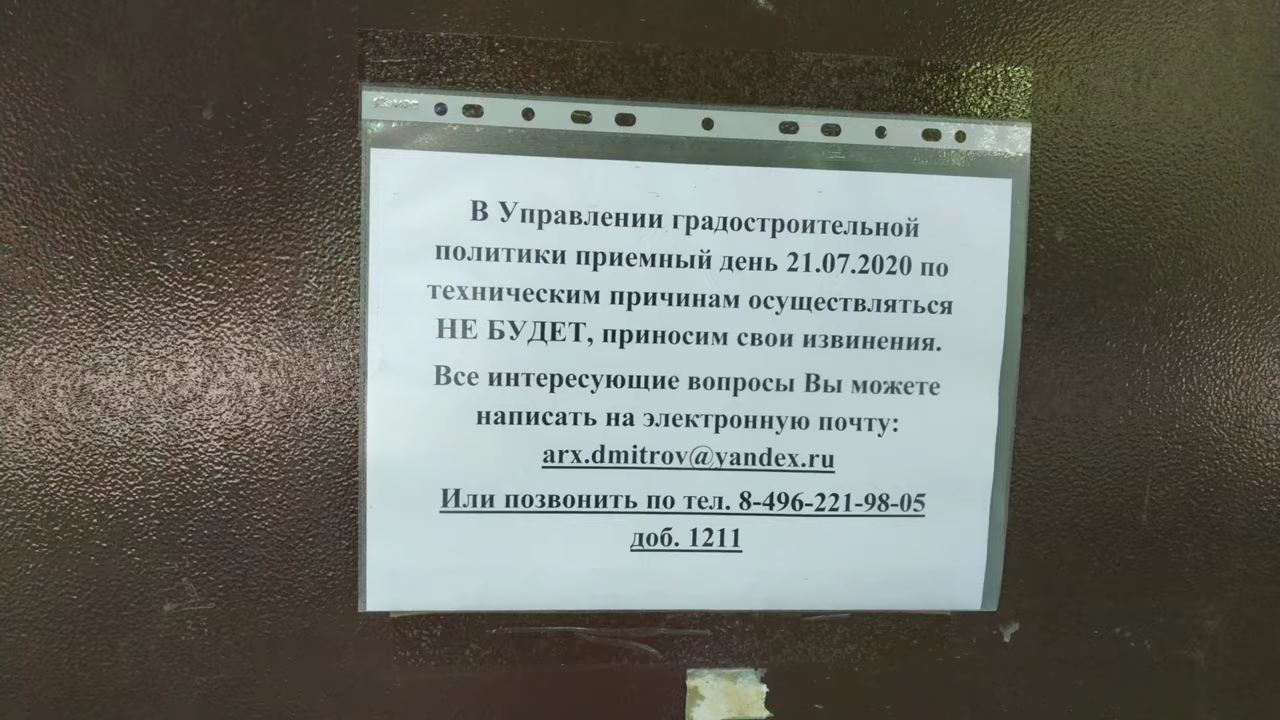 В Управлении градостроительной
политики приемный день 21.07.2020 по
техническим причинам осуществляться
НЕ БУДЕТ, приносим свои извинения.
Все интересующие вопросы Вы можете
написать на электронную почту:
arx.dmitrov@yandex.ru
Или позвонить по тел. 8-496-221-98-05
доб. 1211